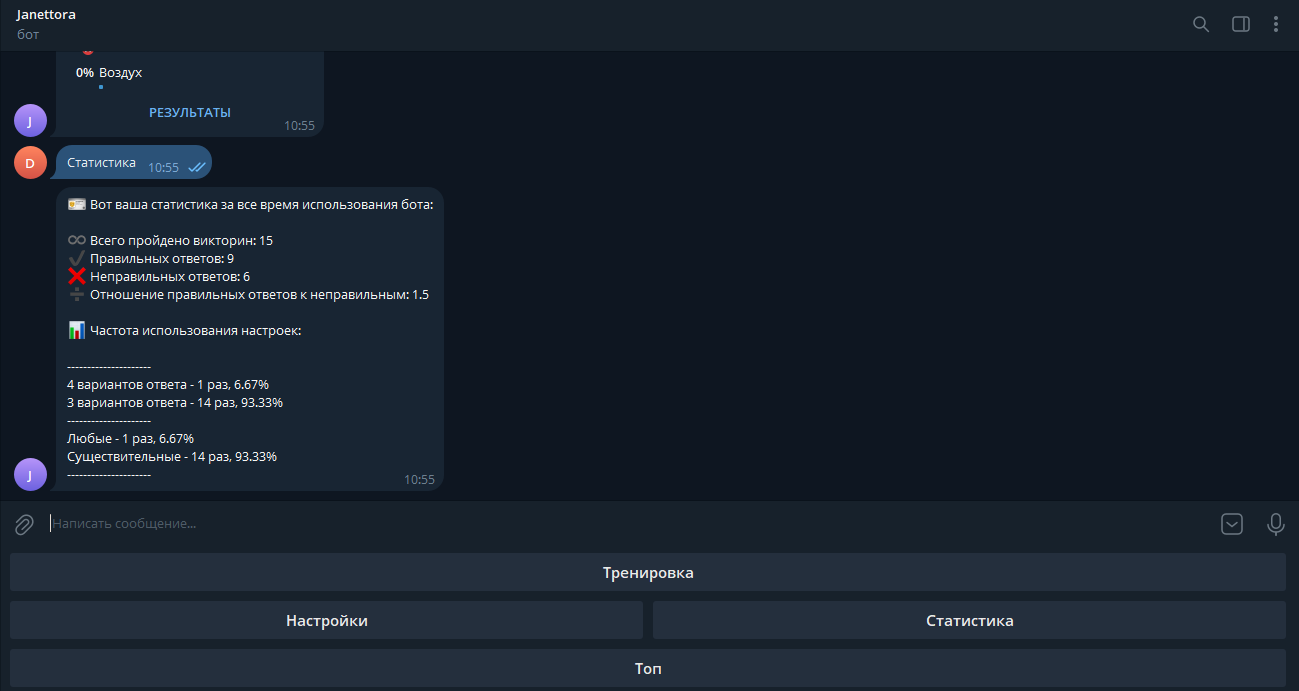 Janettora
бот
0% Воздух
РЕЗУЛЬТАТЫ
10:55
J
D
Статистика 10:55
Вот ваша статистика за все время использования бота:
Всего пройдено викторин: 15
Правильных ответов: 9
Неправильных ответов: 6
Отношение правильных ответов к неправильным: 1.5
Частота использования настроек:
---------------------
4 вариантов ответа - 1 раз, 6.67%
3 вариантов ответа - 14 раз, 93.33%
---------------------
Любые - 1 раз, 6.67%
Существительные - 14 раз, 93.33%
---------------------
10:55
J
Написать сообщение...
Тренировка
Настройки
Статистика
Топ